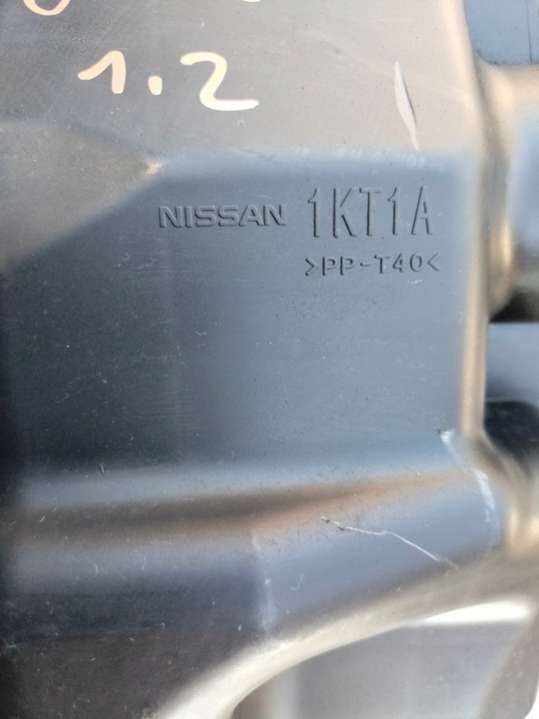 1.2
NISSAN 1KT1A
>PP-T40<